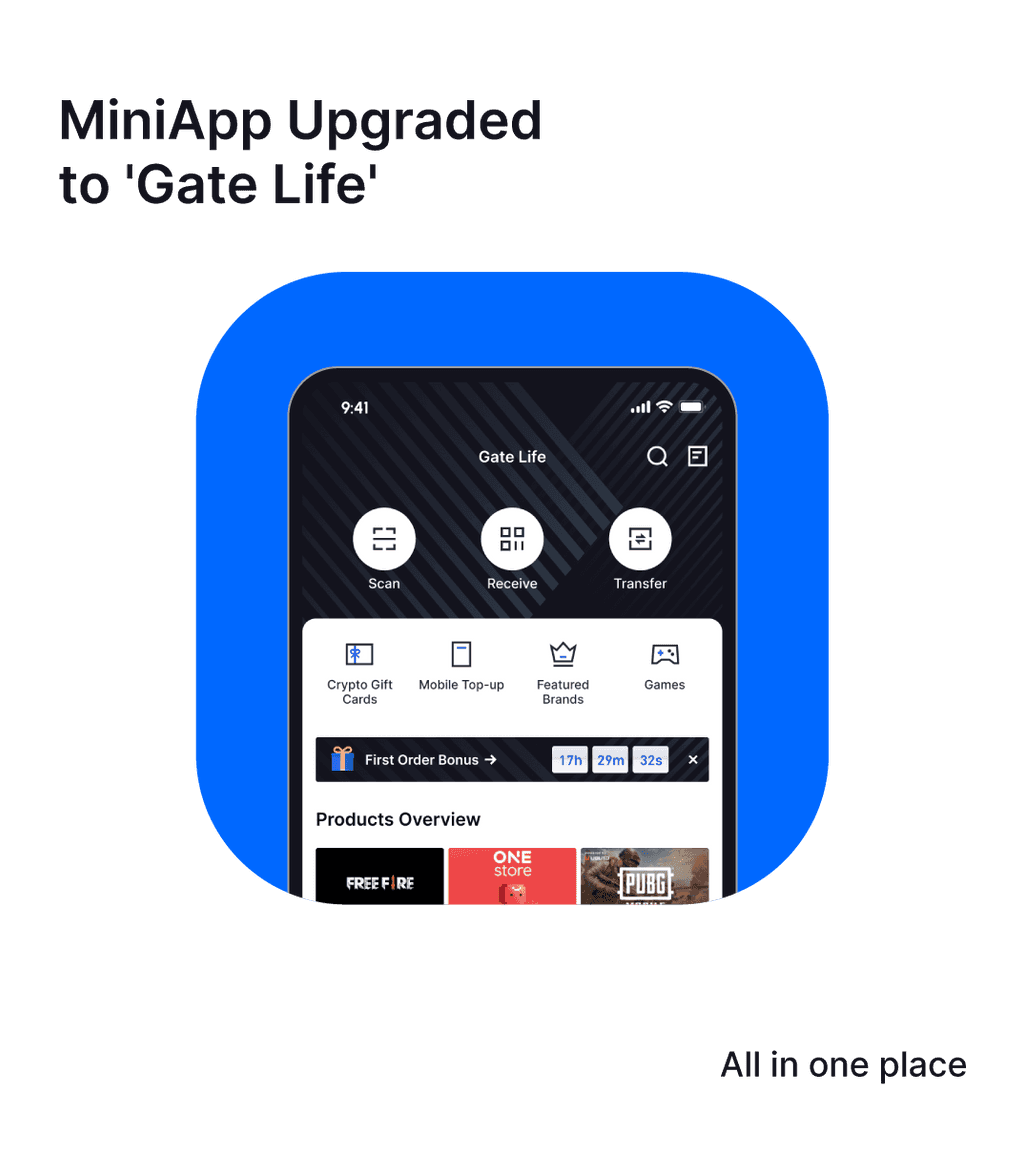 MiniApp Upgraded
to 'Gate Life'
9:41
Gate Life
Scan
Receive
Transfer
Crypto Gift
Cards
Mobile Top-up
Featured
Brands
Games
First Order Bonus →
17h
29m
32s
×
Products Overview
FREE FIRE
ONE
store
PUBG
MOBILE
All in one place